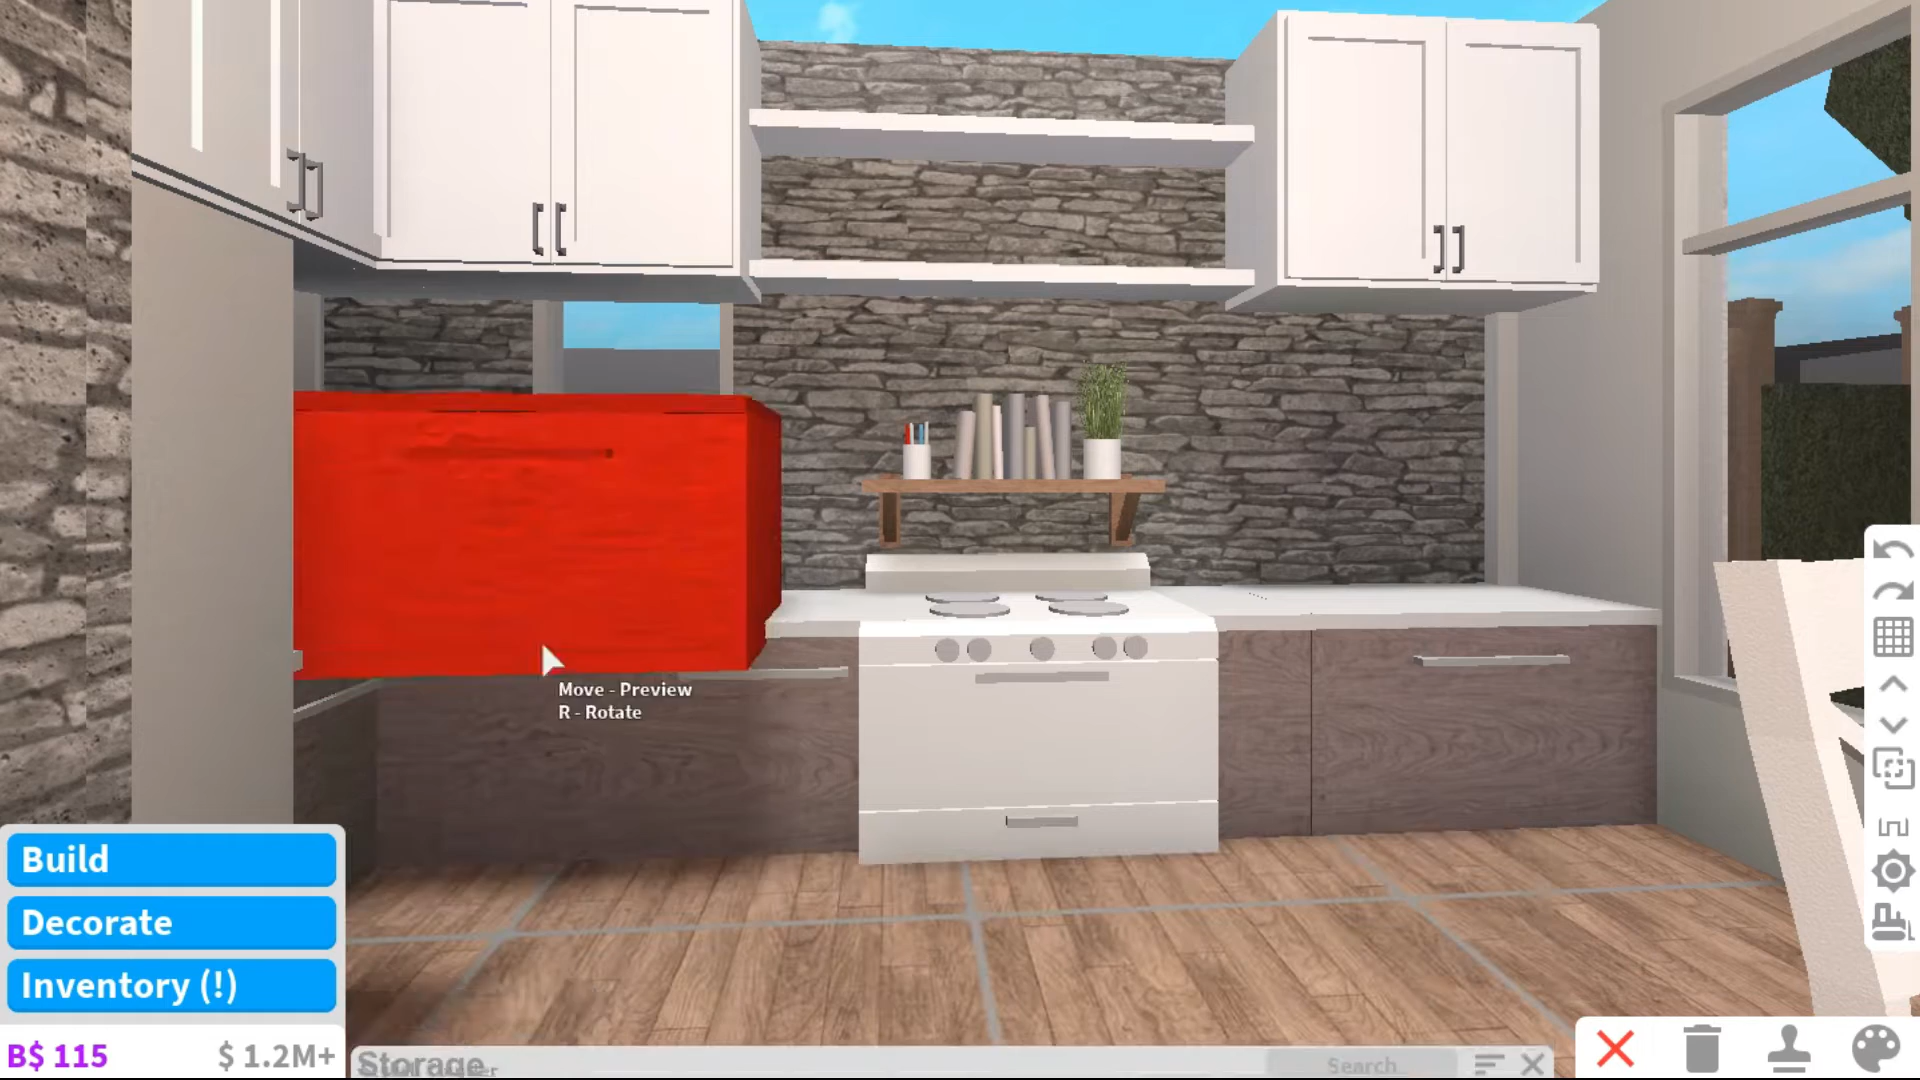 Move - Preview
R - Rotate
Build
Decorate
Inventory (!)
B$ 115
$ 1.2M+
Storage
Search